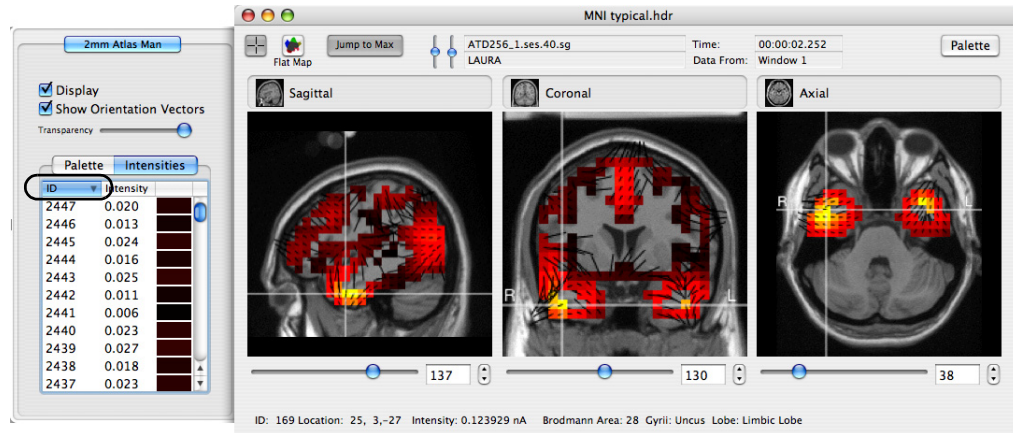 2mm Atlas Man
Display
Show Orientation Vectors
Transparency
Palette Intensities
ID Intensity
2447 0.020
2446 0.013
2445 0.024
2444 0.016
2443 0.025
2442 0.011
2441 0.006
2440 0.023
2439 0.027
2438 0.018
2437 0.023
MNI typical.hdr
Flat Map
Jump to Max
ATD256_1.ses.40.sg Time: 00:00:02.252
LAURA Data From: Window 1
Palette
Sagittal Coronal Axial
R L
R L
137 130 38
ID: 169 Location: 25, 3,-27 Intensity: 0.123929 nA Brodmann Area: 28 Gyrii: Uncus Lobe: Limbic Lobe